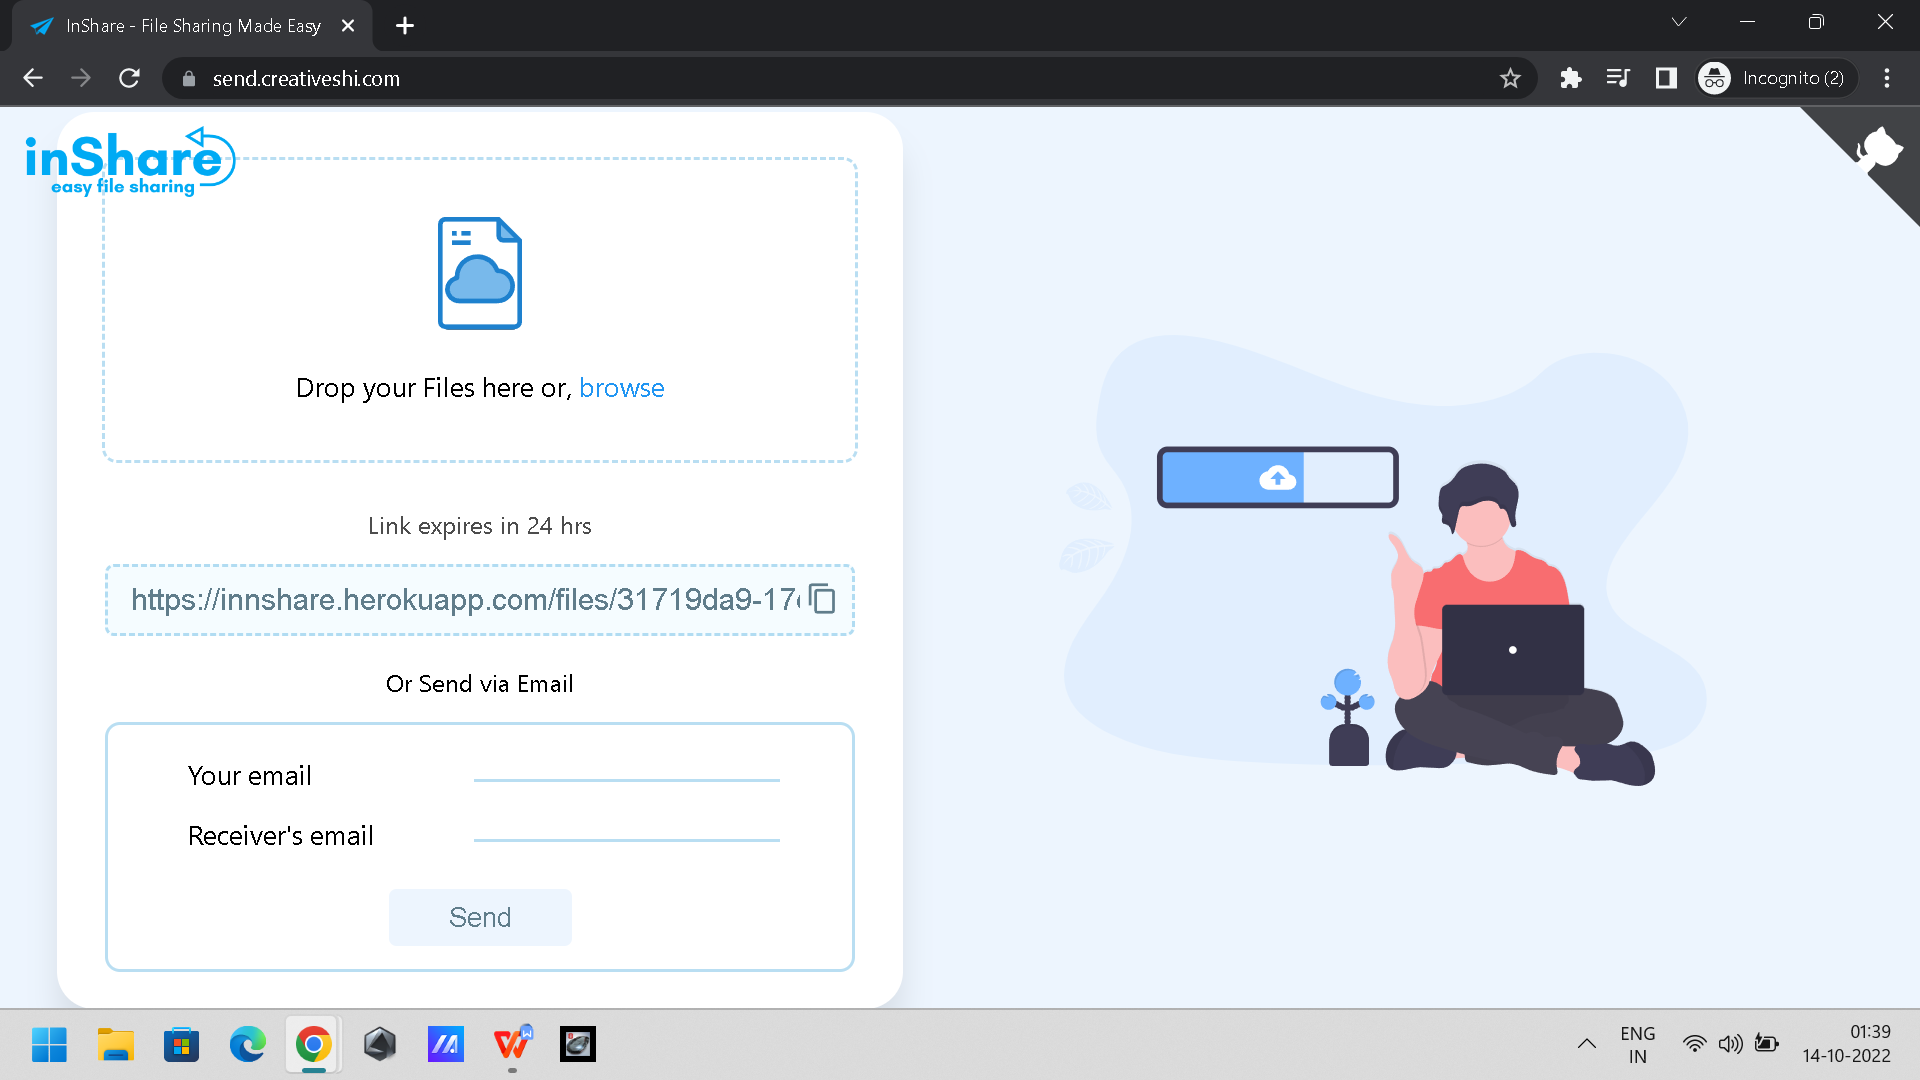 InShare - File Sharing Made Easy
send.creativeshi.com
Incognito (2)
inShare
easy file sharing
Drop your Files here or, browse
Link expires in 24 hrs
https://innshare.herokuapp.com/files/31719da9-17
Or Send via Email
Your email
Receiver's email
Send
ENG
IN
01:39
14-10-2022